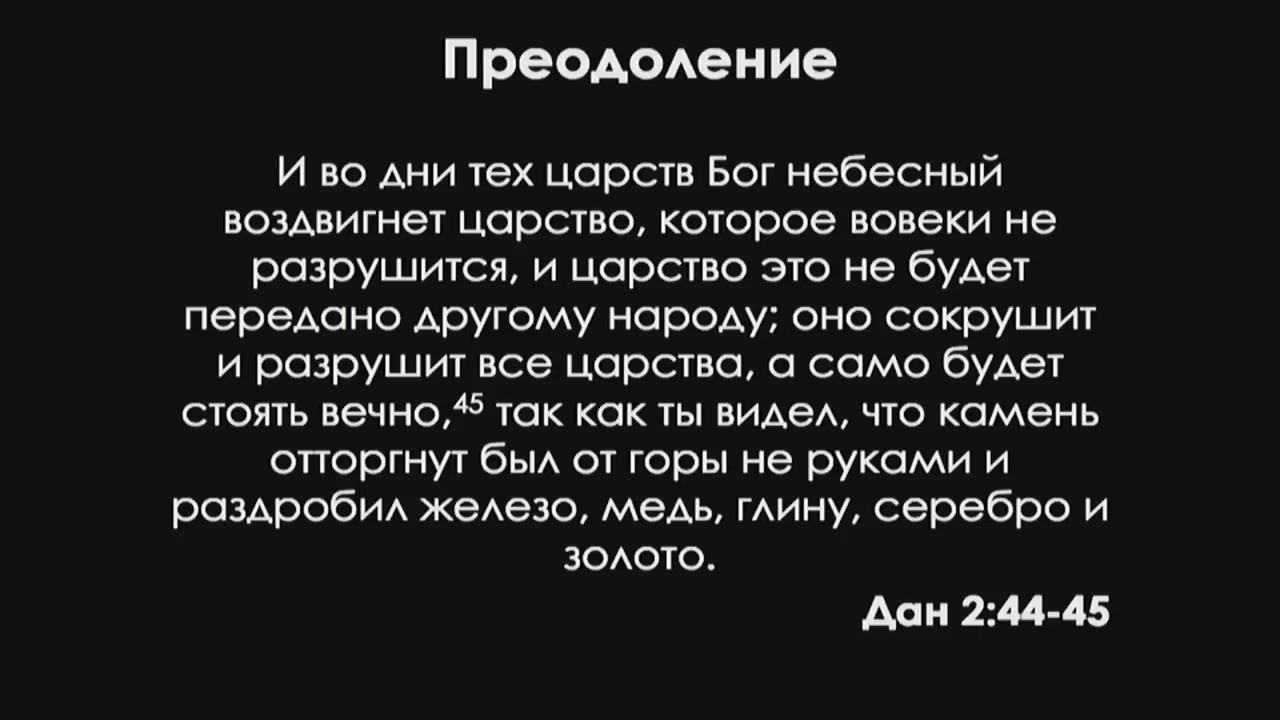 Преодоление
И во дни тех царств Бог небесный
воздвигнет царство, которое вовеки не
разрушится, и царство это не будет
передано другому народу; оно сокрушит
и разрушит все царства, а само будет
стоять вечно,⁴⁵ так как ты видел, что камень
отторгнут был от горы не руками и
раздробил железо, медь, глину, серебро и
золото.
Дан 2:44-45